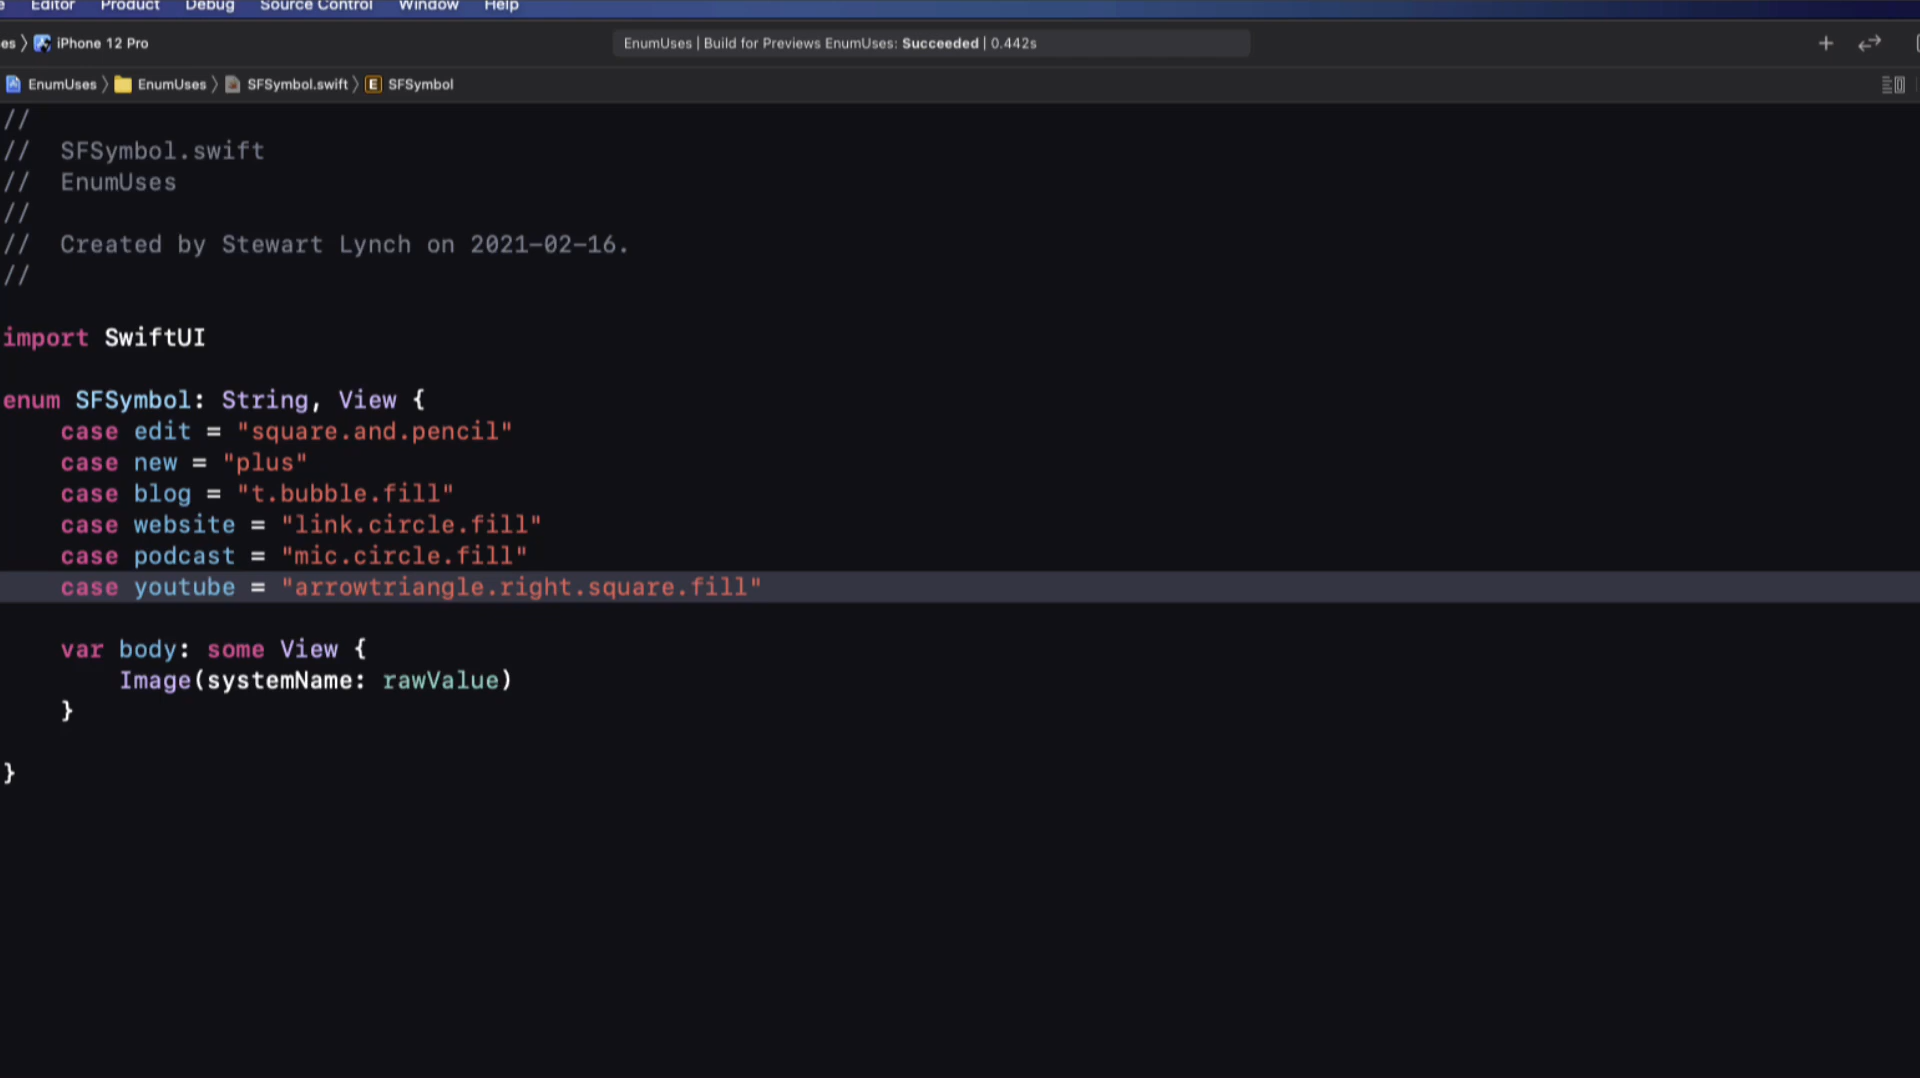 Editor Product Debug Source Control Window Help
es 〉 iPhone 12 Pro
EnumUses | Build for Previews EnumUses: Succeeded | 0.442s
EnumUses 〉 EnumUses 〉 SFSymbol.swift 〉 E SFSymbol
//
//  SFSymbol.swift
//  EnumUses
//
//  Created by Stewart Lynch on 2021-02-16.
//
import SwiftUI
enum SFSymbol: String, View {
    case edit = "square.and.pencil"
    case new = "plus"
    case blog = "t.bubble.fill"
    case website = "link.circle.fill"
    case podcast = "mic.circle.fill"
    case youtube = "arrowtriangle.right.square.fill"
    var body: some View {
        Image(systemName: rawValue)
    }
}